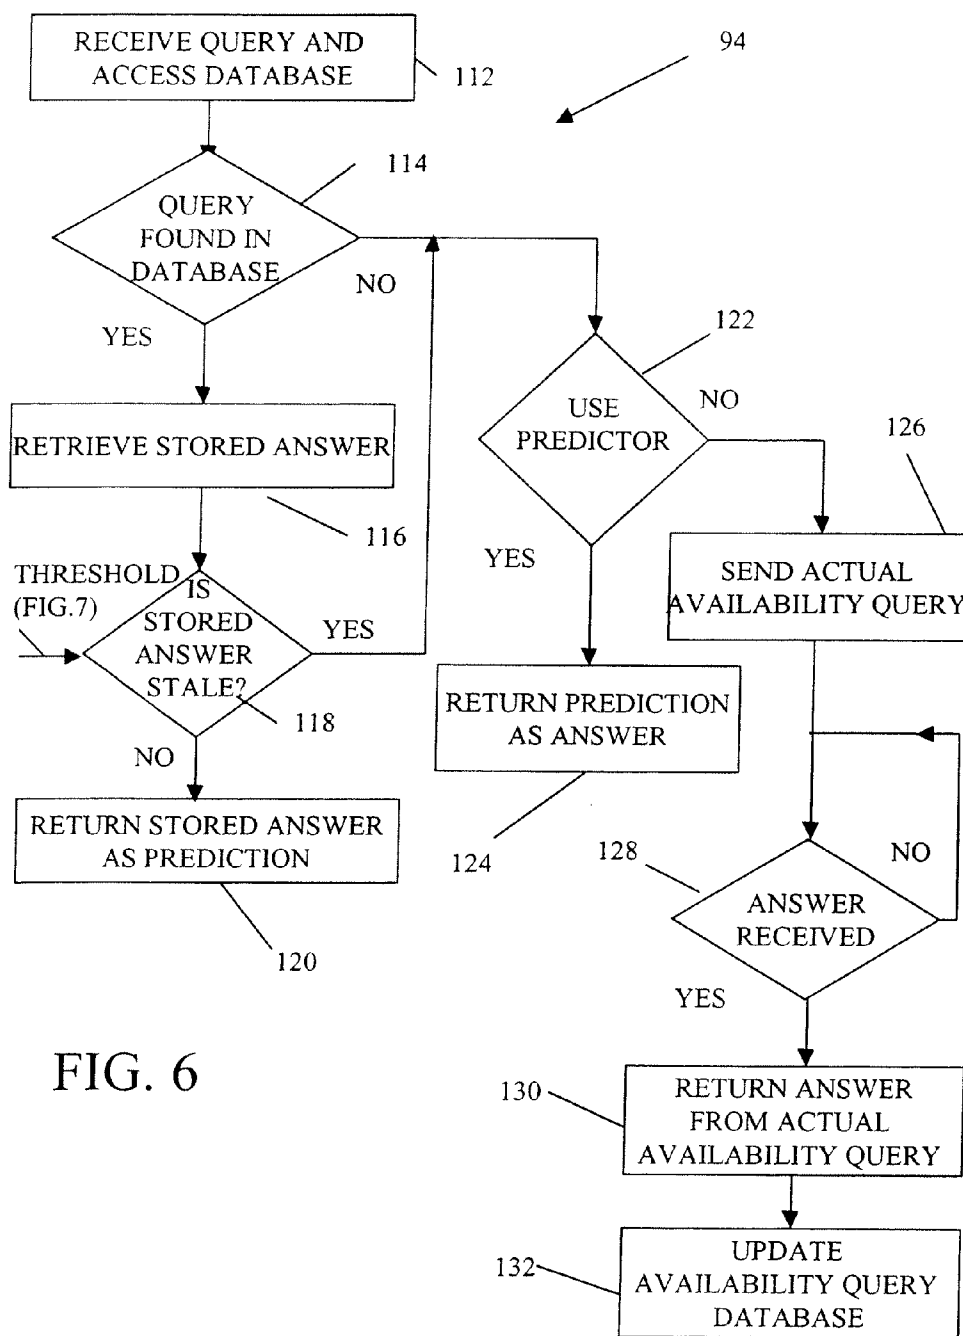 RECEIVE QUERY AND
ACCESS DATABASE
112
94
114
QUERY
FOUND IN
DATABASE
NO
YES
122
USE
PREDICTOR
NO
YES
RETRIEVE STORED ANSWER
116
126
SEND ACTUAL
AVAILABILITY QUERY
THRESHOLD
(FIG.7)
IS
STORED
ANSWER
STALE?
YES
118
NO
RETURN PREDICTION
AS ANSWER
124
RETURN STORED ANSWER
AS PREDICTION
120
128
ANSWER
RECEIVED
NO
YES
FIG. 6
130
RETURN ANSWER
FROM ACTUAL
AVAILABILITY QUERY
132
UPDATE
AVAILABILITY QUERY
DATABASE